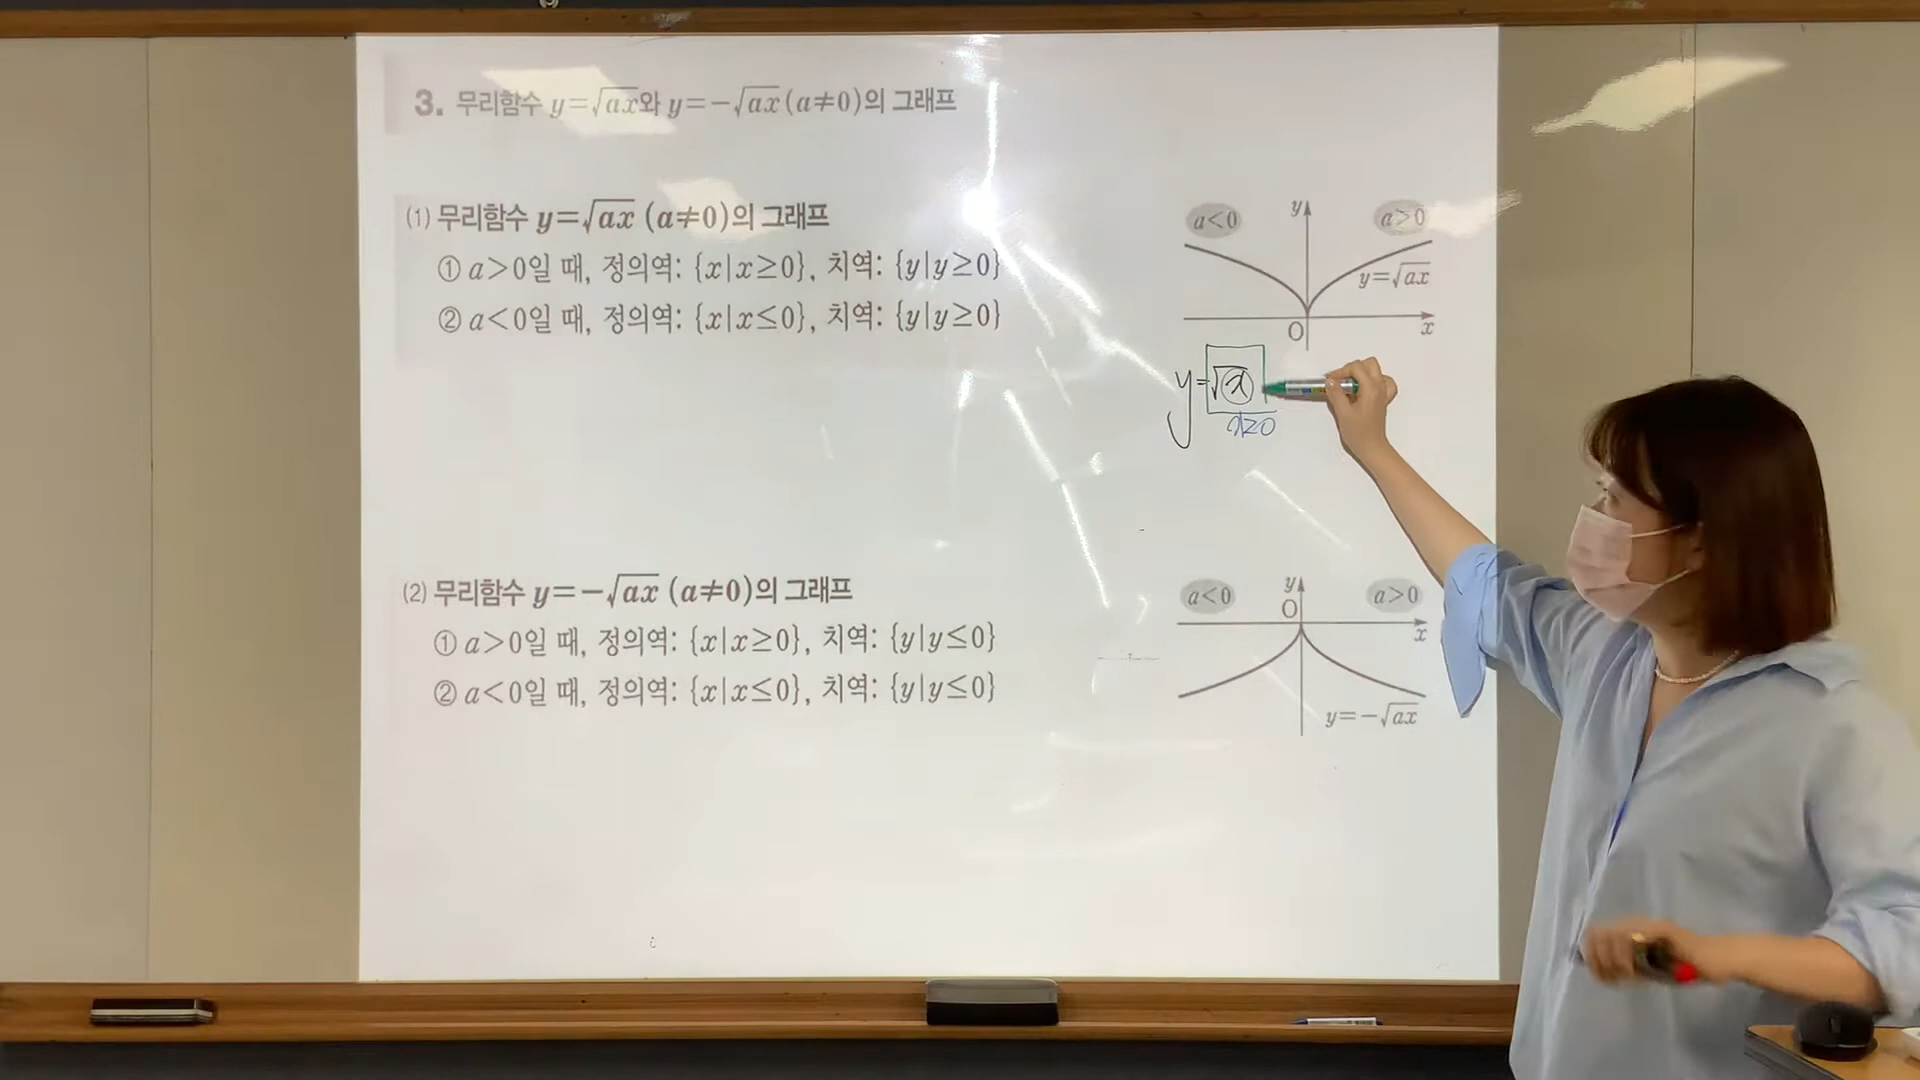 3. 무리함수 y=√ax와 y=-√ax(a≠0)의 그래프
(1) 무리함수 y=√ax (a≠0)의 그래프
① a>0일 때, 정의역: {x|x≥0}, 치역: {y|y≥0}
② a<0일 때, 정의역: {x|x≤0}, 치역: {y|y≥0}
a<0
y
a>0
y=√ax
O
x
y=√x
x≥0
(2) 무리함수 y=-√ax (a≠0)의 그래프
① a>0일 때, 정의역: {x|x≥0}, 치역: {y|y≤0}
② a<0일 때, 정의역: {x|x≤0}, 치역: {y|y≤0}
a<0
y
O
a>0
x
y=-√ax